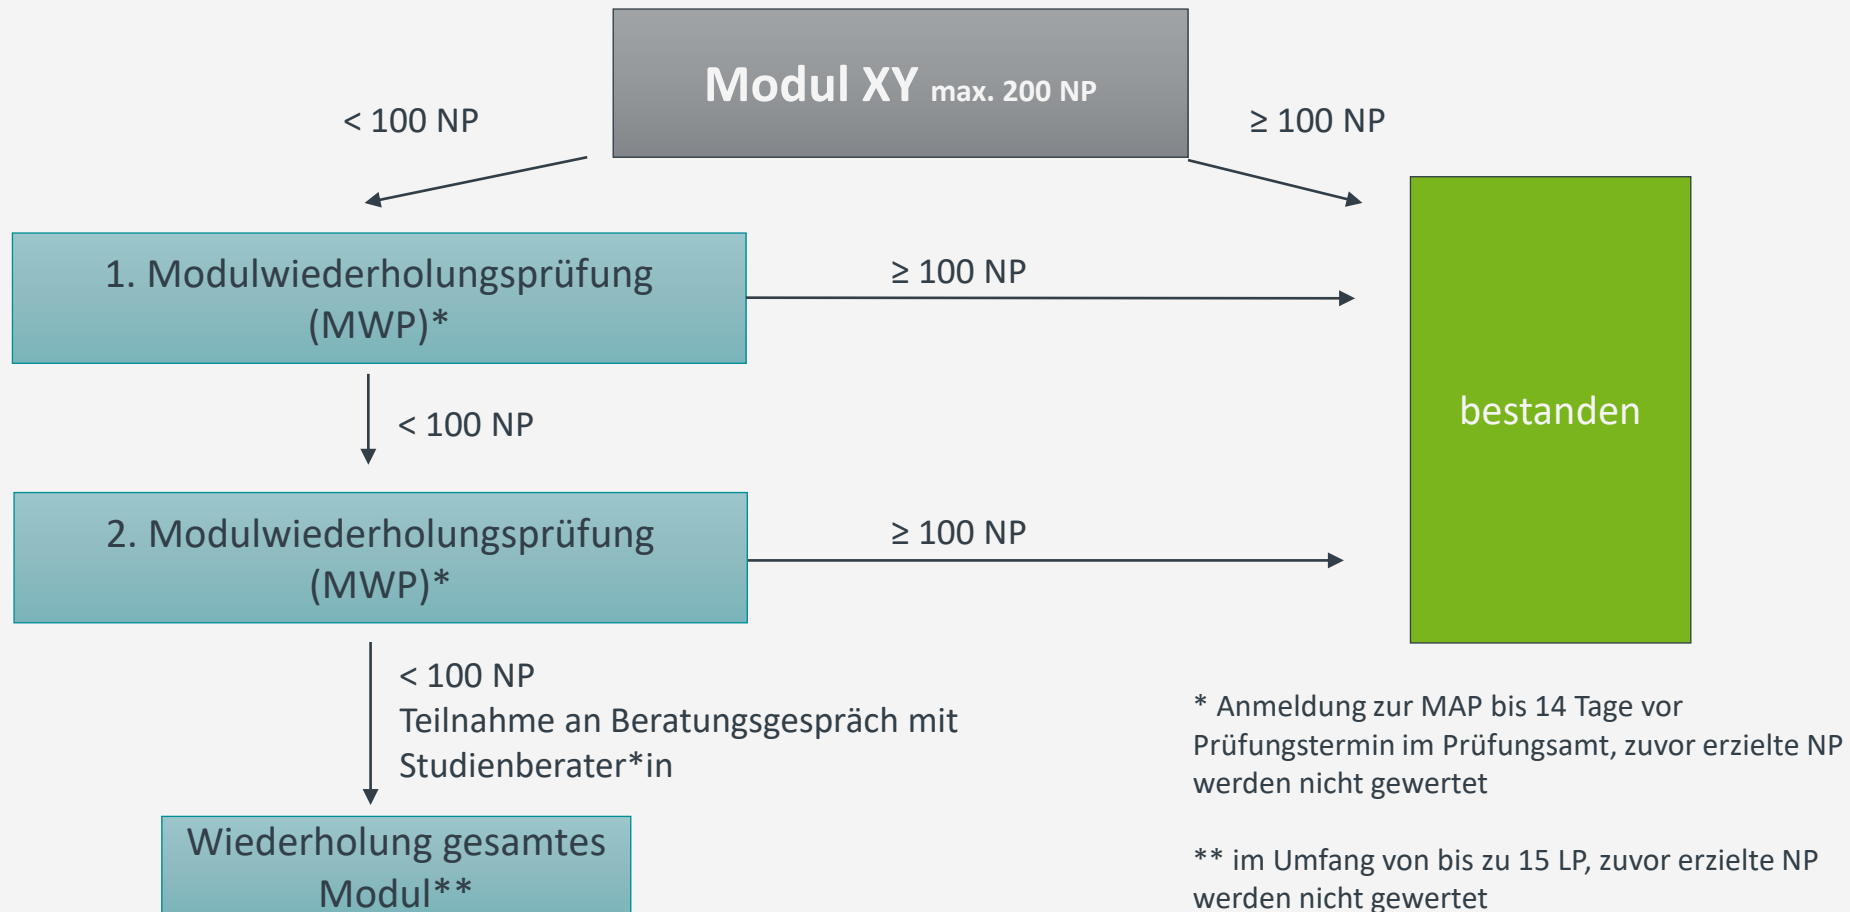 Modul XY max. 200 NP
< 100 NP
≥ 100 NP
1. Modulwiederholungsprüfung
(MWP)*
≥ 100 NP
< 100 NP
bestanden
2. Modulwiederholungsprüfung
(MWP)*
≥ 100 NP
< 100 NP
Teilnahme an Beratungsgespräch mit
Studienberater*in
Wiederholung gesamtes
Modul**
* Anmeldung zur MAP bis 14 Tage vor
Prüfungstermin im Prüfungsamt, zuvor erzielte NP
werden nicht gewertet
** im Umfang von bis zu 15 LP, zuvor erzielte NP
werden nicht gewertet